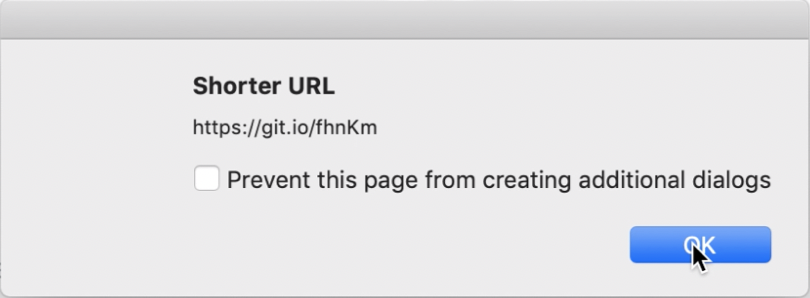 Shorter URL
https://git.io/fhnKm
Prevent this page from creating additional dialogs
OK